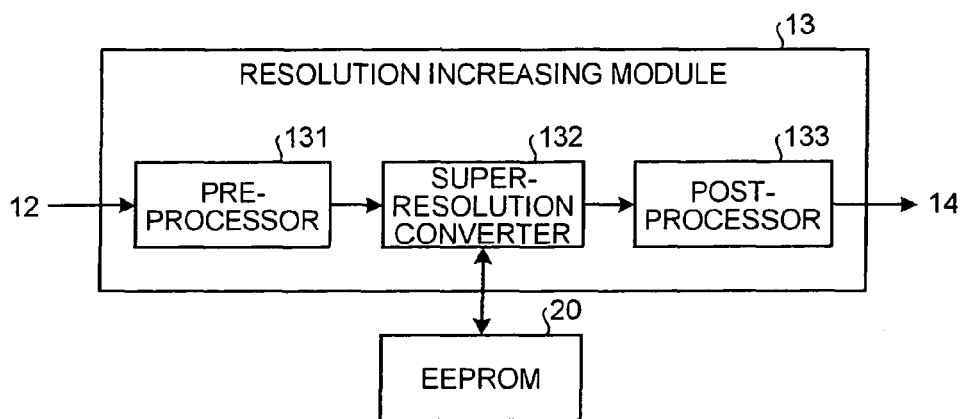 13
RESOLUTION INCREASING MODULE
131
132
133
12
PRE-
PROCESSOR
SUPER-
RESOLUTION
CONVERTER
POST-
PROCESSOR
14
20
EEPROM